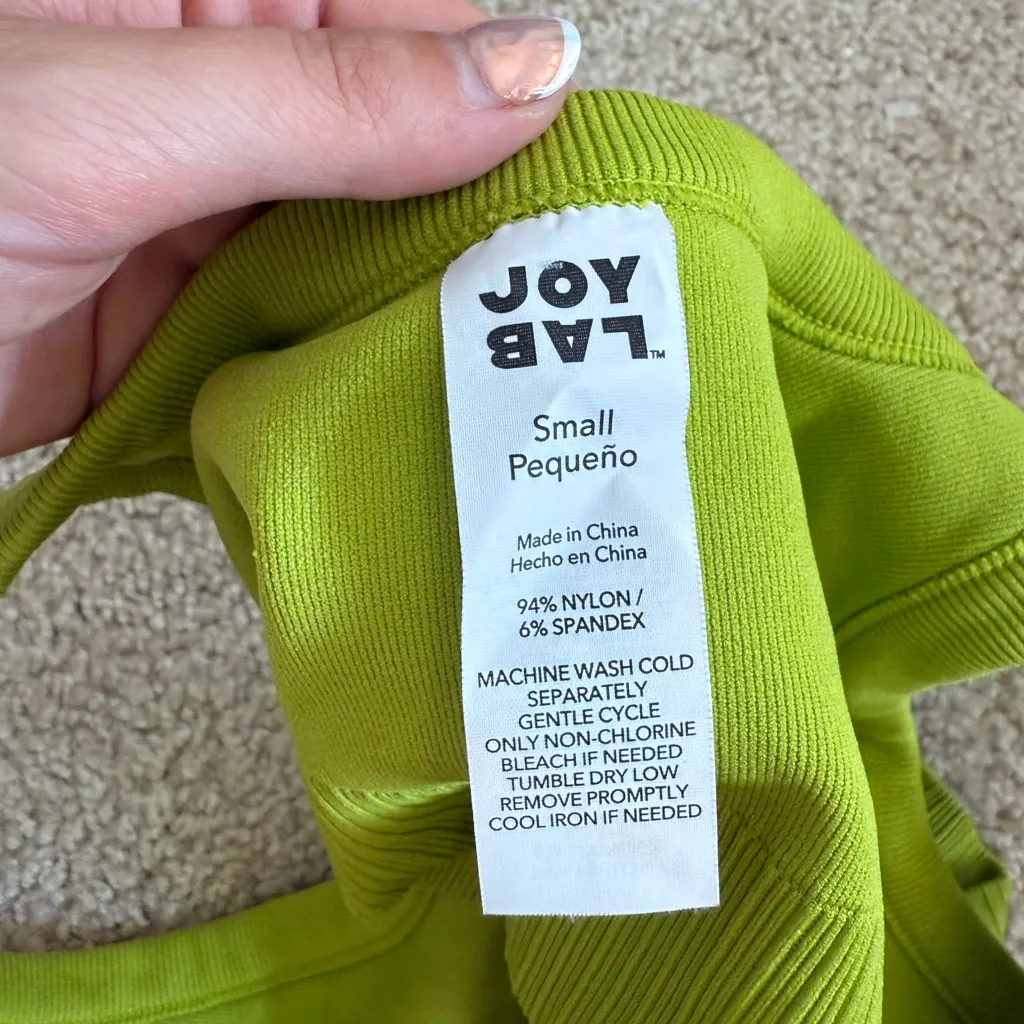 JOY
LAB™
Small
Pequeño
Made in China
Hecho en China
94% NYLON /
6% SPANDEX
MACHINE WASH COLD
SEPARATELY
GENTLE CYCLE
ONLY NON-CHLORINE
BLEACH IF NEEDED
TUMBLE DRY LOW
REMOVE PROMPTLY
COOL IRON IF NEEDED